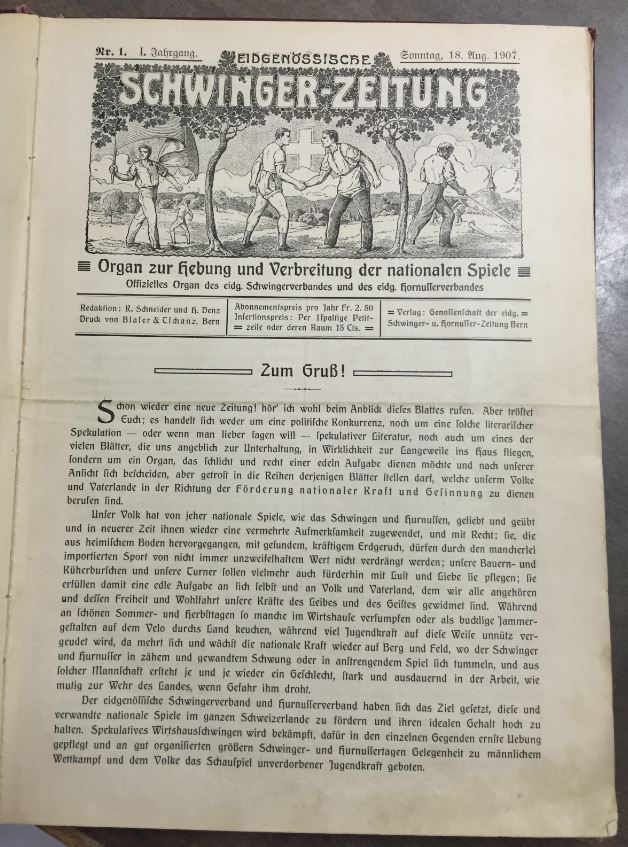 Nr. 1. I. Jahrgang.
EIDGENÖSSISCHE
Sonntag, 18. Aug. 1907.
SCHWINGER-ZEITUNG
Organ zur Hebung und Verbreitung der nationalen Spiele
Offizielles Organ des eidg. Schwingerverbandes und des eidg. Hornusserverbandes
Redaktion: R. Schneider und H. Denz
Druck von Blaser & Tschanz, Bern
Abonnementspreis pro Jahr Fr. 2. 50
Insertionspreis: Per 1spaltige Petit-
zeile oder deren Raum 15 Cts.
Verlag: Genossenschaft der eidg.
Schwinger- u. Hornusser-Zeitung Bern
Zum Gruß!
Schon wieder eine neue Zeitung! hör' ich wohl beim Anblick dieses Blattes rufen. Aber tröstet
Euch; es handelt sich weder um eine politische Konkurrenz, noch um eine solche literarischer
Spekulation — oder wenn man lieber sagen will — spekulativer Literatur, noch auch um eines der
vielen Blätter, die uns angeblich zur Unterhaltung, in Wirklichkeit zur Langeweile ins Haus fliegen,
sondern um ein Organ, das schlicht und recht einer edeln Aufgabe dienen möchte und nach unserer
Ansicht sich bescheiden, aber getrost in die Reihen derjenigen Blätter stellen darf, welche unserm Volke
und Vaterlande in der Richtung der Förderung nationaler Kraft und Gesinnung zu dienen
berufen sind.
Unser Volk hat von jeher nationale Spiele, wie das Schwingen und Hurnussen, geliebt und geübt
und in neuerer Zeit ihnen wieder eine vermehrte Aufmerksamkeit zugewendet, und mit Recht; sie, die
aus heimischem Boden hervorgegangen, mit gesundem, kräftigem Erdgeruch, dürfen durch den mancherlei
importierten Sport von nicht immer unzweifelhaftem Wert nicht verdrängt werden; unsere Bauern- und
Küherburschen und unsere Turner sollen vielmehr auch fürderhin mit Lust und Liebe sie pflegen; sie
erfüllen damit eine edle Aufgabe an sich selbst und an Volk und Vaterland, dem wir alle angehören
und dessen Freiheit und Wohlfahrt unsere Kräfte des Leibes und des Geistes gewidmet sind. Während
an schönen Sommer- und Herbsttagen so manche im Wirtshause versumpfen oder als bucklige Jammer-
gestalten auf dem Velo durchs Land keuchen, während viel Jugendkraft auf diese Weise unnütz ver-
geudet wird, da mehrt sich und wächst die nationale Kraft wieder auf Berg und Feld, wo der Schwinger
und Hurnusser in zähem und gewandtem Schwung oder in anstrengendem Spiel sich tummeln, und aus
solcher Mannschaft ersteht je und je wieder ein Geschlecht, stark und ausdauernd in der Arbeit, wie
mutig zur Wehr des Landes, wenn Gefahr ihm droht.
Der eidgenössische Schwingerverband und Hurnusserverband haben sich das Ziel gesetzt, diese und
verwandte nationale Spiele im ganzen Schweizerlande zu fördern und ihren idealen Gehalt hoch zu
halten. Spekulatives Wirtshausschwingen wird bekämpft, dafür in den einzelnen Gegenden ernste Uebung
gepflegt und an gut organisierten größern Schwinger- und Hurnussertagen Gelegenheit zu männlichem
Wettkampf und dem Volke das Schauspiel unverdorbener Jugendkraft geboten.